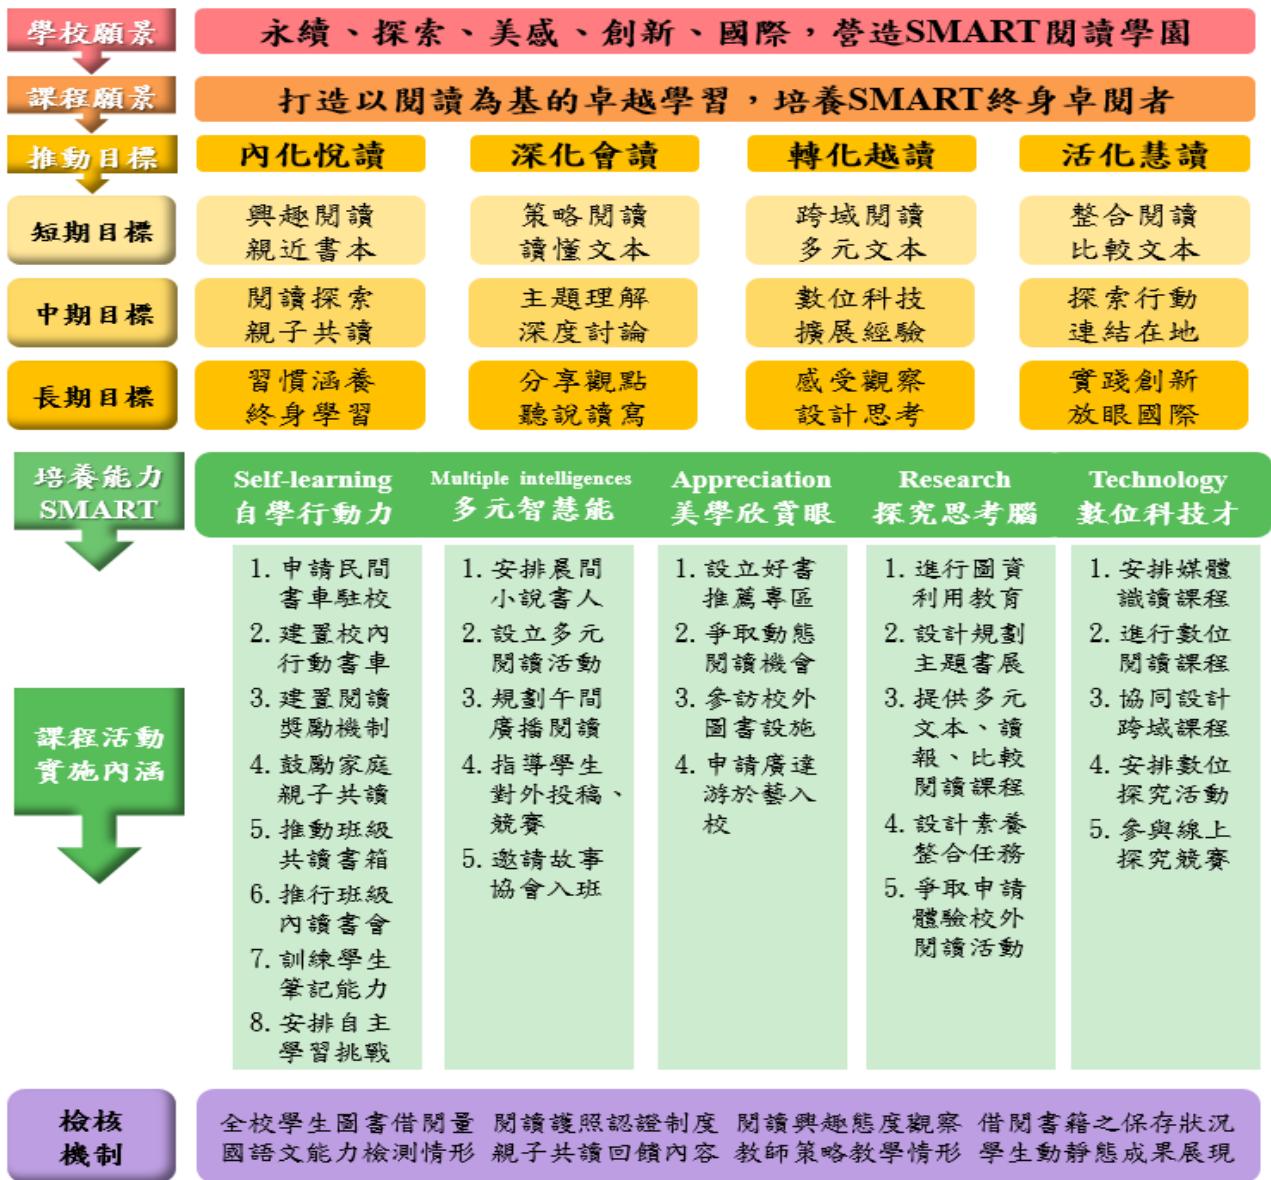 學校願景
永續、探索、美感、創新、國際，營造SMART閱讀學園
課程願景
打造以閱讀為基的卓越學習，培養SMART終身卓閱者
推動目標
內化悅讀
深化會讀
轉化越讀
活化慧讀
短期目標
興趣閱讀
親近書本
策略閱讀
讀懂文本
跨域閱讀
多元文本
整合閱讀
比較文本
中期目標
閱讀探索
親子共讀
主題理解
深度討論
數位科技
擴展經驗
探索行動
連結在地
長期目標
習慣涵養
終身學習
分享觀點
聽說讀寫
感受觀察
設計思考
實踐創新
放眼國際
培養能力
SMART
Self-learning
自學行動力
Multiple intelligences
多元智慧能
Appreciation
美學欣賞眼
Research
探究思考腦
Technology
數位科技才
課程活動
實施內涵
1. 申請民間
書車駐校
2. 建置校內
行動書車
3. 建置閱讀
獎勵機制
4. 鼓勵家庭
親子共讀
5. 推動班級
共讀書箱
6. 推行班級
內讀書會
7. 訓練學生
筆記能力
8. 安排自主
學習挑戰
1. 安排晨間
小說書人
2. 設立多元
閱讀活動
3. 規劃午間
廣播閱讀
4. 指導學生
對外投稿、
競賽
5. 邀請故事
協會入班
1. 設立好書
推薦專區
2. 爭取動態
閱讀機會
3. 參訪校外
圖書設施
4. 申請廣達
游於藝入
校
1. 進行圖資
利用教育
2. 設計規劃
主題書展
3. 提供多元
文本、讀
報、比較
閱讀課程
4. 設計素養
整合任務
5. 爭取申請
體驗校外
閱讀活動
1. 安排媒體
識讀課程
2. 進行數位
閱讀課程
3. 協同設計
跨域課程
4. 安排數位
探究活動
5. 參與線上
探究競賽
檢核
機制
全校學生圖書借閱量 閱讀護照認證制度 閱讀興趣態度觀察 借閱書籍之保存狀況
國語文能力檢測情形 親子共讀回饋內容 教師策略教學情形 學生動靜態成果展現